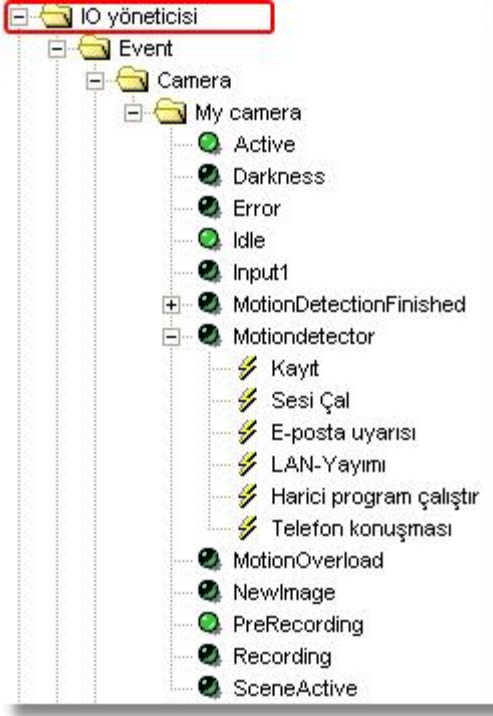 IO yöneticisi
Event
Camera
My camera
Active
Darkness
Error
Idle
Input1
MotionDetectionFinished
Motiondetector
Kayıt
Sesi Çal
E-posta uyarısı
LAN-Yayımı
Harici program çalıştır
Telefon konuşması
MotionOverload
NewImage
PreRecording
Recording
SceneActive